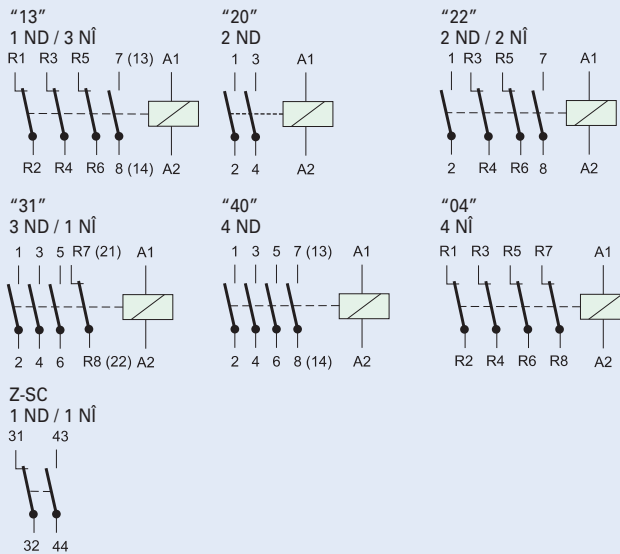 “13”
1 ND / 3 NÎ
R1 R3 R5 7 (13) A1
R2 R4 R6 8 (14) A2
“20”
2 ND
1 3 A1
2 4 A2
“22”
2 ND / 2 NÎ
1 R3 R5 7 A1
2 R4 R6 8 A2
“31”
3 ND / 1 NÎ
1 3 5 R7 (21) A1
2 4 6 R8 (22) A2
“40”
4 ND
1 3 5 7 (13) A1
2 4 6 8 (14) A2
“04”
4 NÎ
R1 R3 R5 R7 A1
R2 R4 R6 R8 A2
Z-SC
1 ND / 1 NÎ
31 43
32 44